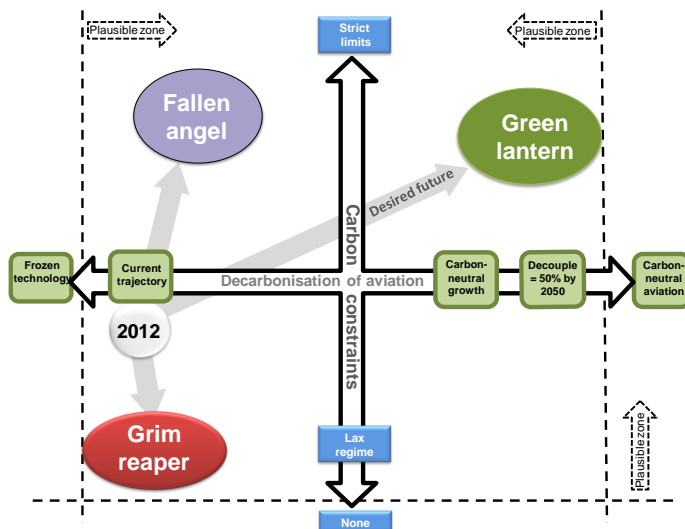 Plausible zone
Strict
limits
Plausible zone
Fallen
angel
Green
lantern
Desired future
Carbon
constraints
Frozen
technology
Current
trajectory
Decarbonisation of aviation
Carbon-
neutral
growth
Decouple
= 50% by
2050
Carbon-
neutral
aviation
2012
Grim
reaper
Lax
regime
Plausible zone
None